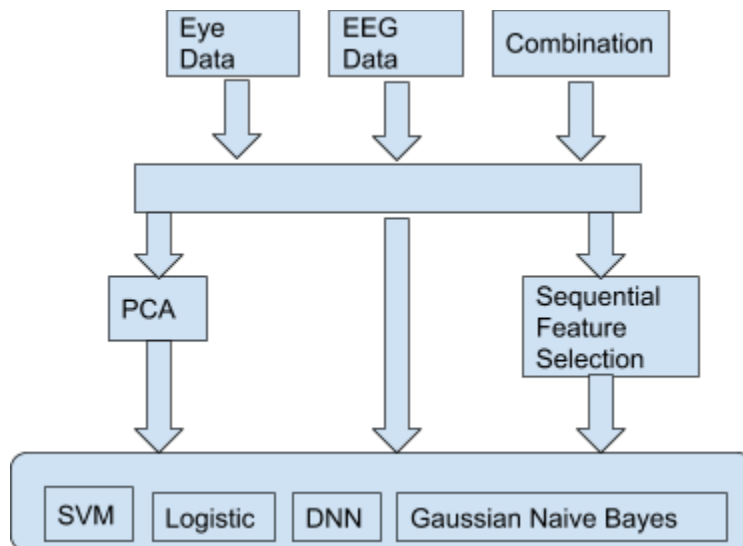 Eye
Data
EEG
Data
Combination
PCA
Sequential
Feature
Selection
SVM
Logistic
DNN
Gaussian Naive Bayes